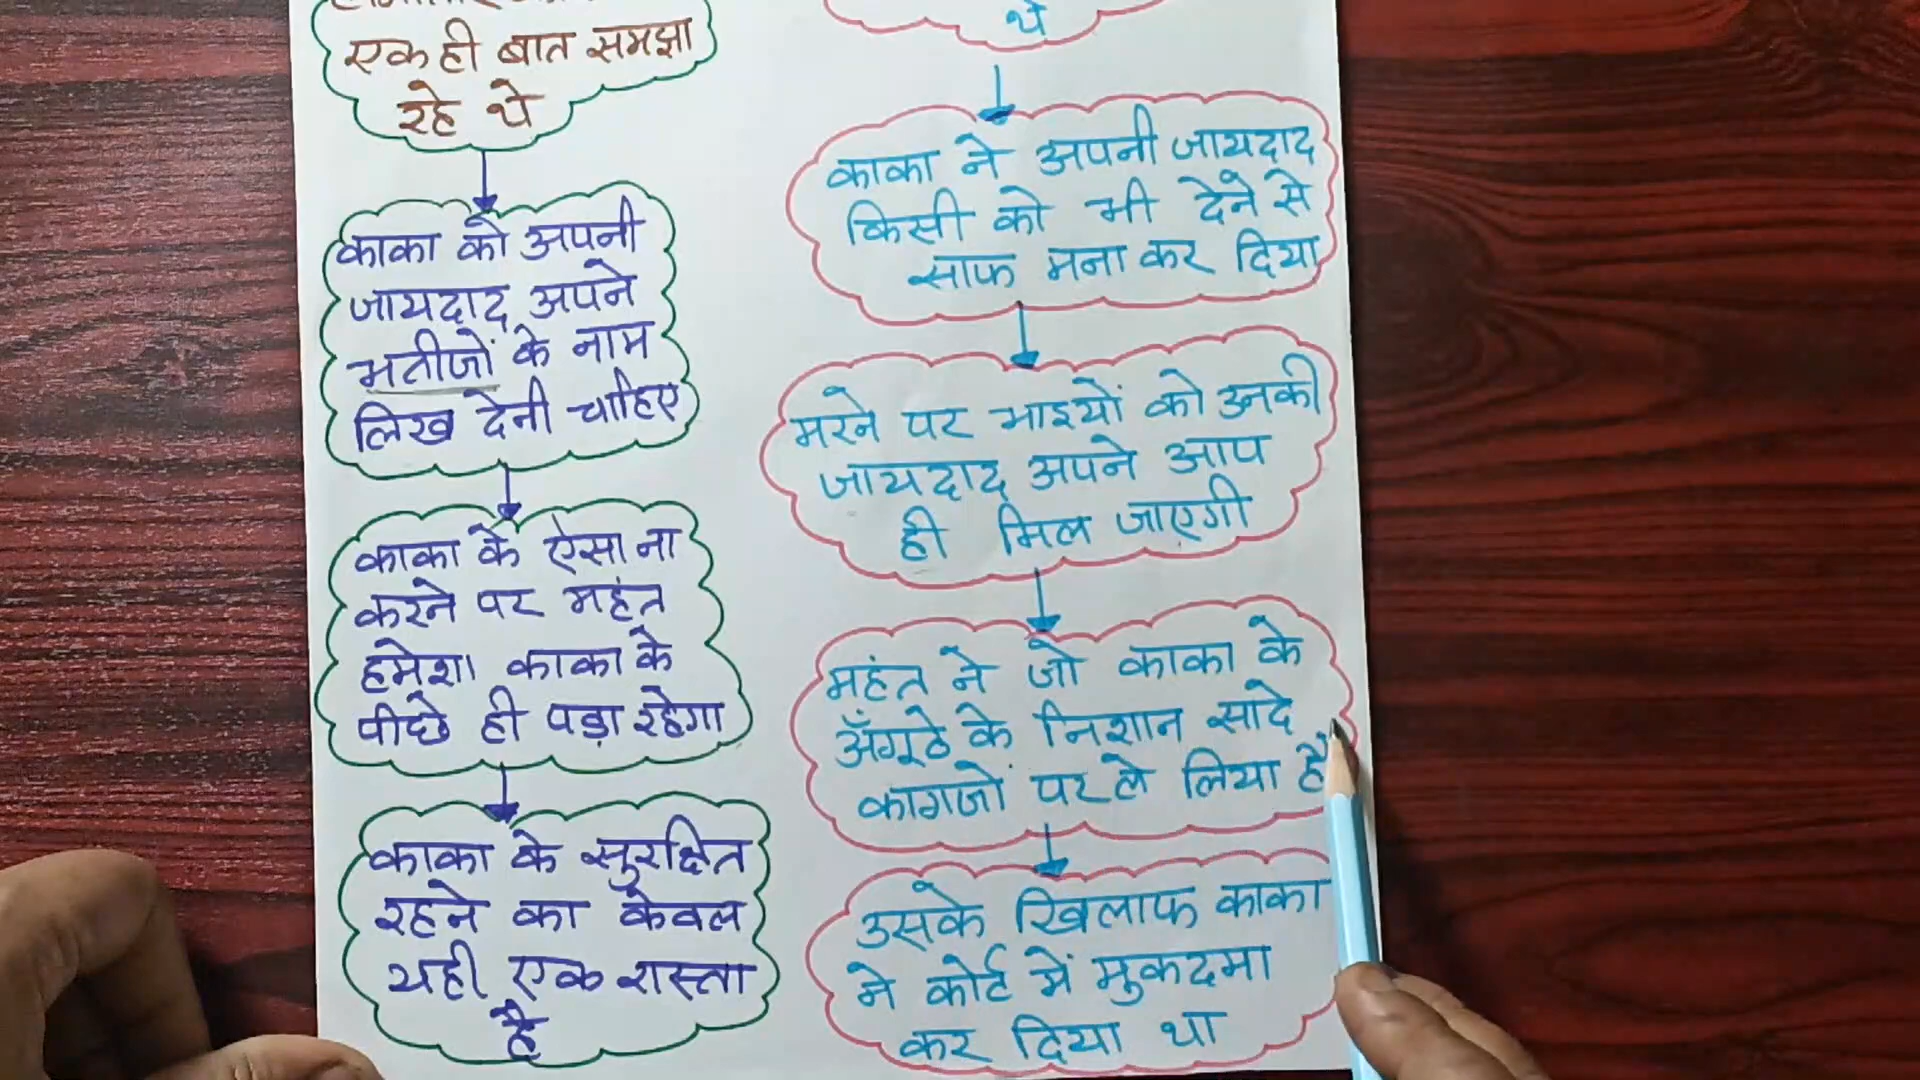 एक ही बात समझा
रहे थे
काका को अपनी
जायदाद अपने
भतीजों के नाम
लिख देनी चाहिए
काका के ऐसा ना
करने पर महंत
हमेशा काका के
पीछे ही पड़ा रहेगा
काका के सुरक्षित
रहने का केवल
यही एक रास्ता
है
थे
काका ने अपनी जायदाद
किसी को भी देने से
साफ मना कर दिया
मरने पर भाइयों को उनकी
जायदाद अपने आप
ही मिल जाएगी
महंत ने जो काका के
अँगूठे के निशान सादे
कागजों पर ले लिया है
उसके खिलाफ काका
ने कोर्ट में मुकदमा
कर दिया था